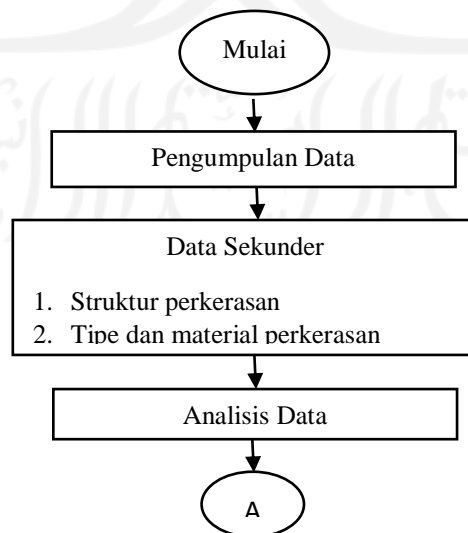 Mulai
Pengumpulan Data
Data Sekunder
1. Struktur perkerasan
2. Tipe dan material perkerasan
Analisis Data
A